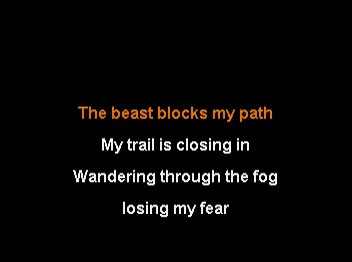 The beast blocks my path
My trail is closing in
Wandering through the fog
losing my fear